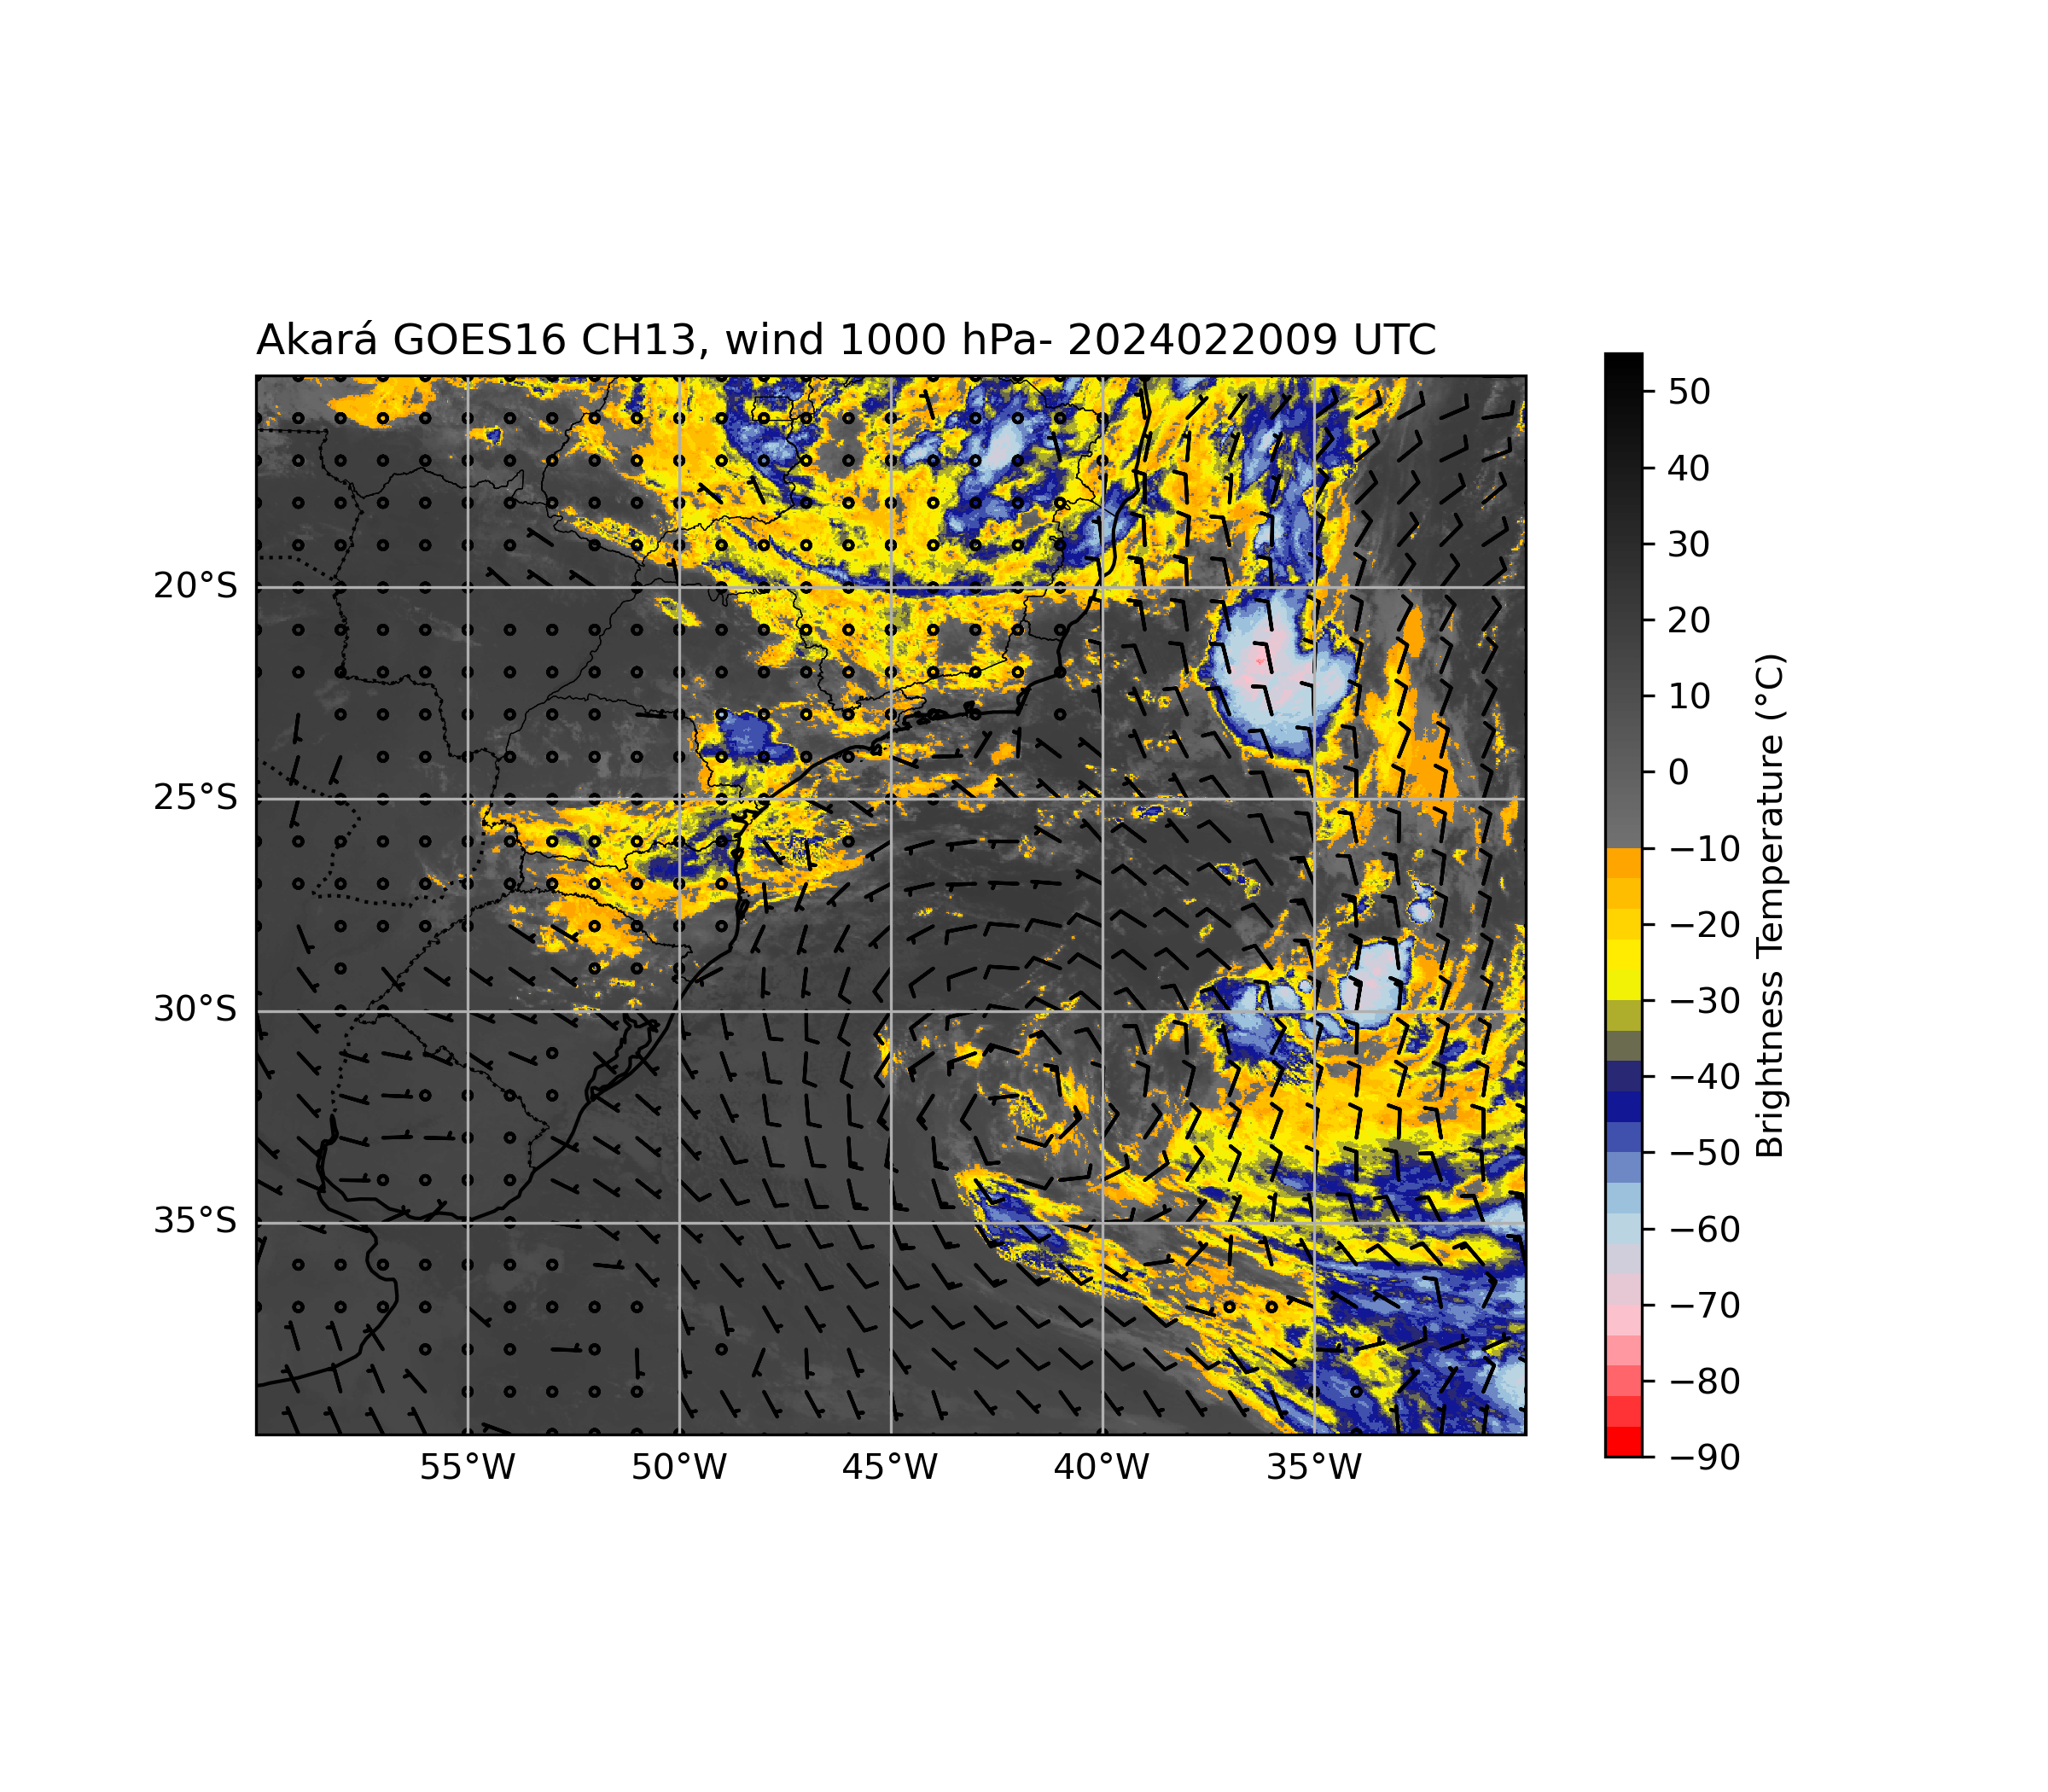 Akará GOES16 CH13, wind 1000 hPa- 2024022009 UTC
20°S
25°S
30°S
35°S
55°W
50°W
45°W
40°W
35°W
50
40
30
20
10
0
−10
−20
−30
−40
−50
−60
−70
−80
−90
Brightness Temperature (°C)